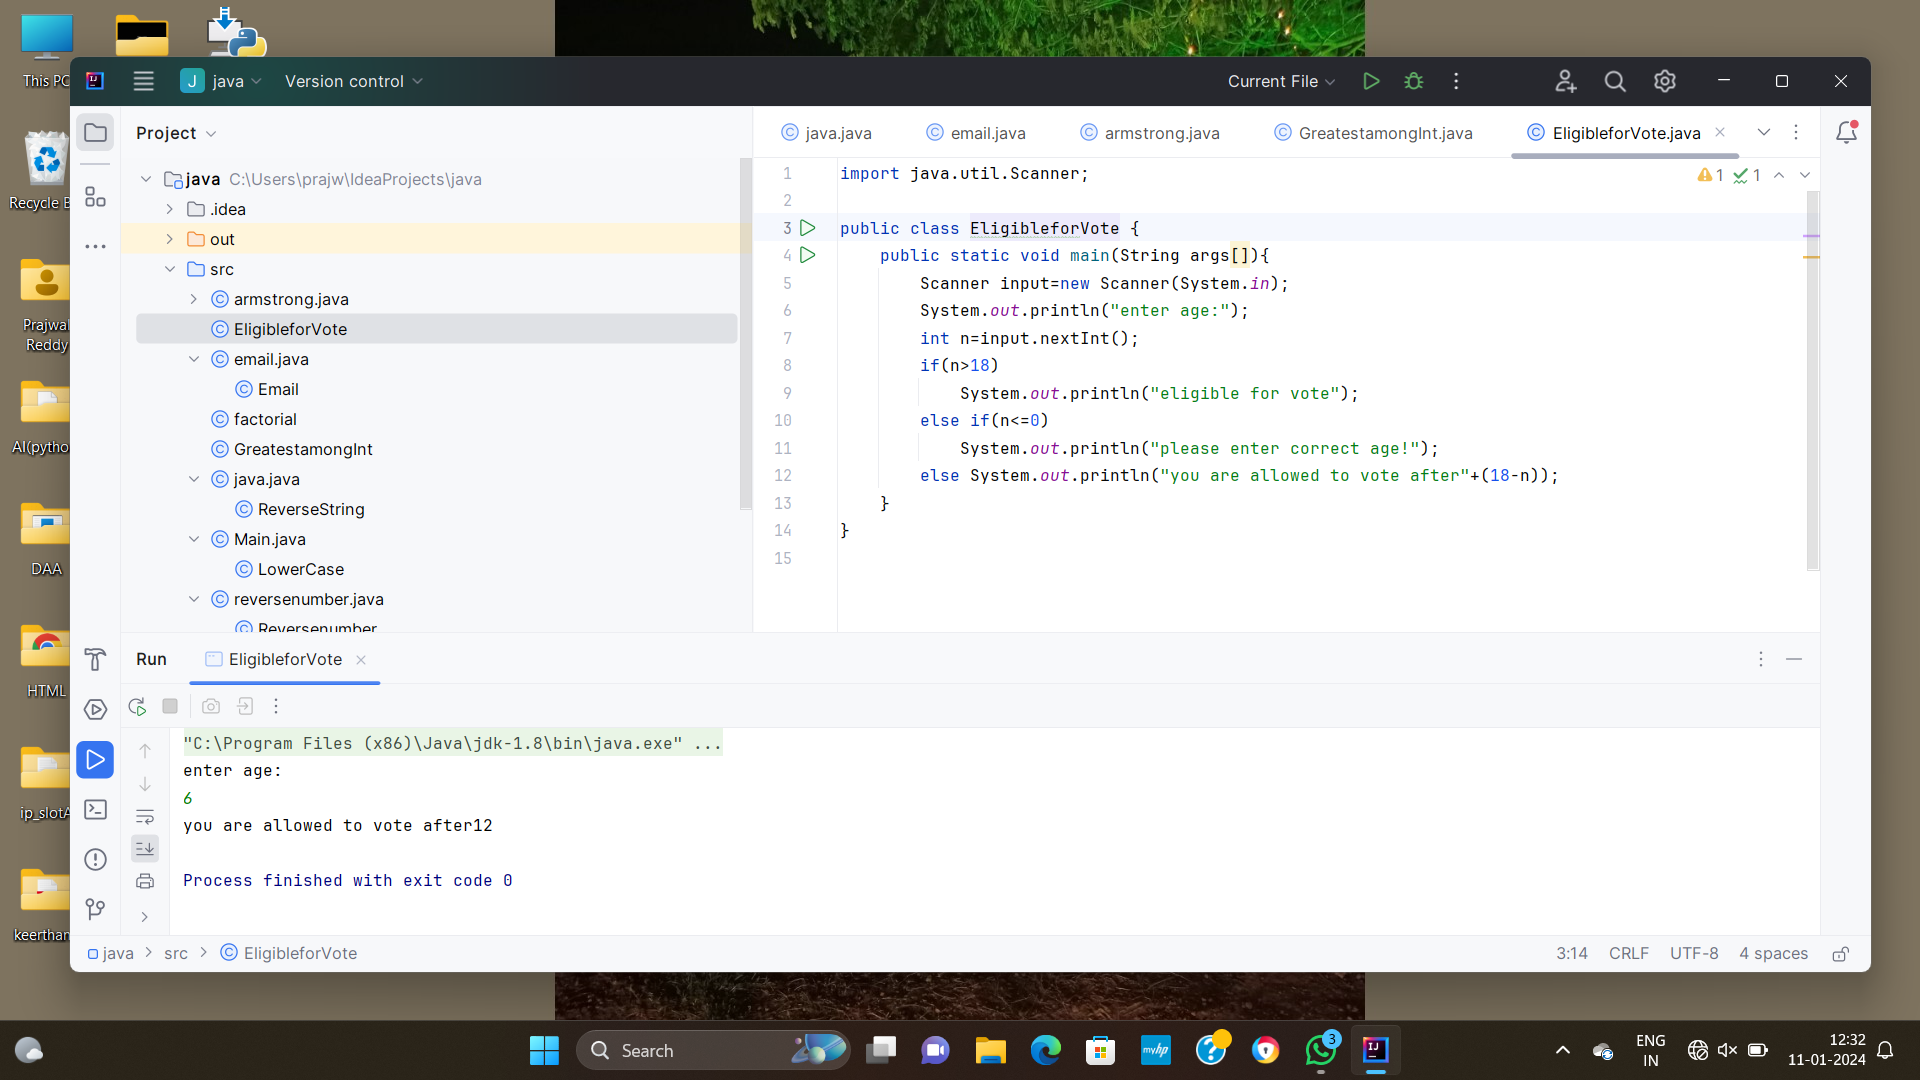 This PC
Recycle B
Prajwal
Reddy
AI(pytho
DAA
HTML
ip_slotA
keerthan
J java Version control
Current File
Project
java C:\Users\prajw\IdeaProjects\java
.idea
out
src
armstrong.java
EligibleforVote
email.java
Email
factorial
GreatestamongInt
java.java
ReverseString
Main.java
LowerCase
reversenumber.java
Reversenumber
java.java email.java armstrong.java GreatestamongInt.java EligibleforVote.java
1 import java.util.Scanner;
1 1
2
3 public class EligibleforVote {
4 public static void main(String args[]){
5 Scanner input=new Scanner(System.in);
6 System.out.println("enter age:");
7 int n=input.nextInt();
8 if(n>18)
9 System.out.println("eligible for vote");
10 else if(n<=0)
11 System.out.println("please enter correct age!");
12 else System.out.println("you are allowed to vote after"+(18-n));
13 }
14 }
15
Run EligibleforVote
"C:\Program Files (x86)\Java\jdk-1.8\bin\java.exe" ...
enter age:
6
you are allowed to vote after12
Process finished with exit code 0
java > src > EligibleforVote
3:14 CRLF UTF-8 4 spaces
Search
myhp
3
ENG
IN
12:32
11-01-2024